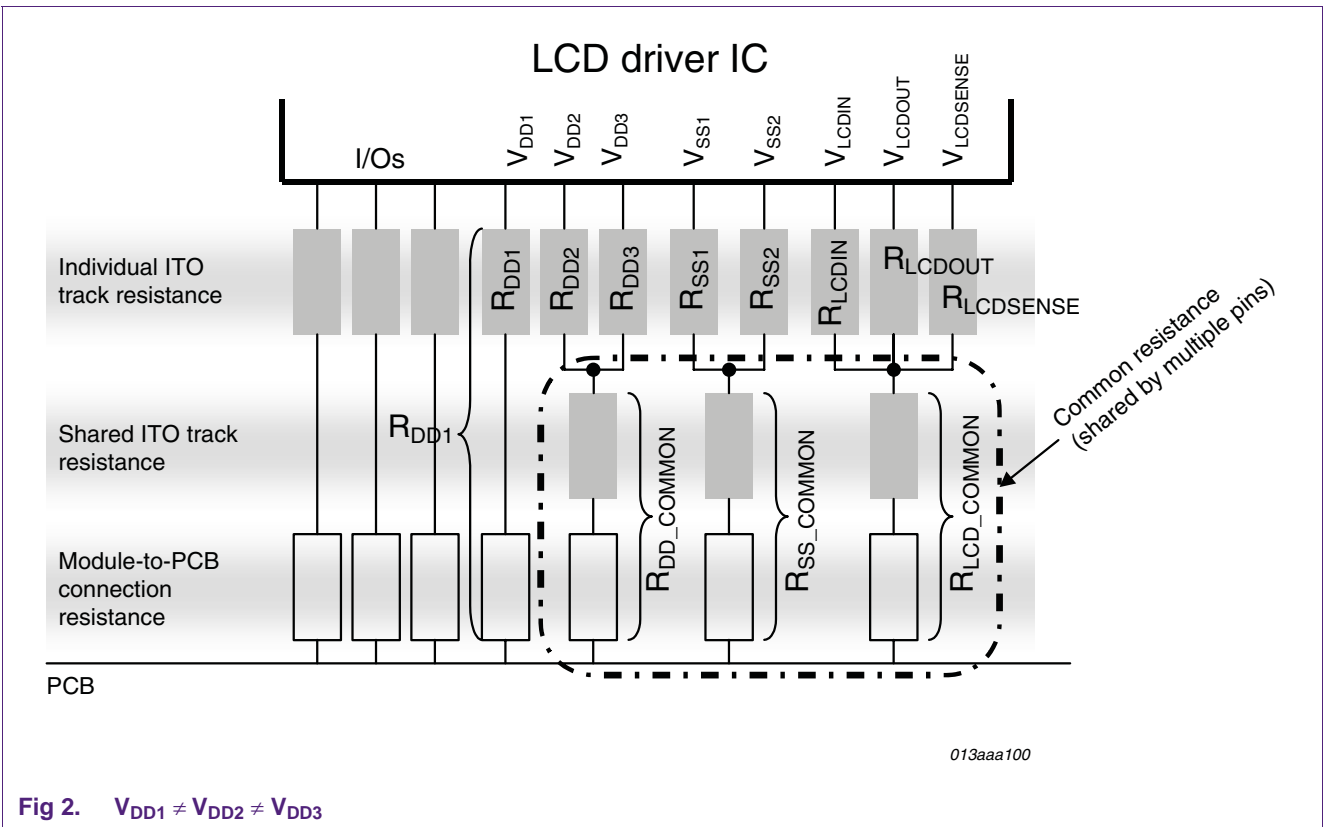 LCD driver IC
I/Os
VDD1
VDD2
VDD3
VSS1
VSS2
VLCDIN
VLCDOUT
VLCDSENSE
Individual ITO
track resistance
RDD1
RDD2
RDD3
RSS1
RSS2
RLCDIN
RLCDOUT
RLCDSENSE
Common resistance
(shared by multiple pins)
Shared ITO track
resistance
RDD1
RDD_COMMON
RSS_COMMON
RLCD_COMMON
Module-to-PCB
connection
resistance
PCB
013aaa100
Fig 2. VDD1 ≠ VDD2 ≠ VDD3